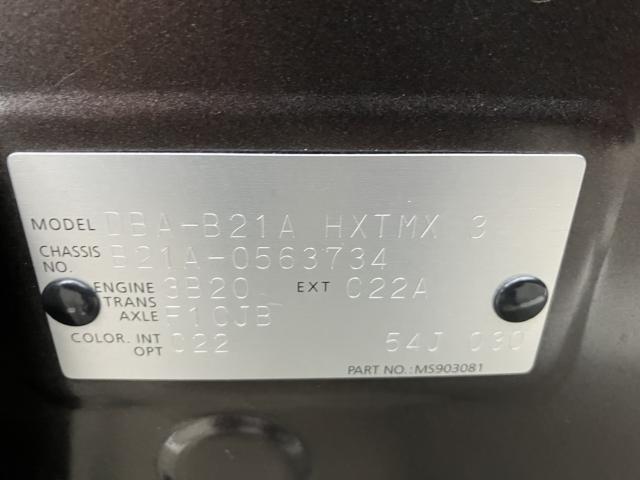 MODEL DBA-B21A HXTMX 3
CHASSIS NO. B21A-0563734
ENGINE 3B20 EXT C22A
TRANS AXLE F1CJB
COLOR. INT OPT C22 54J 030
PART NO.:MS903081